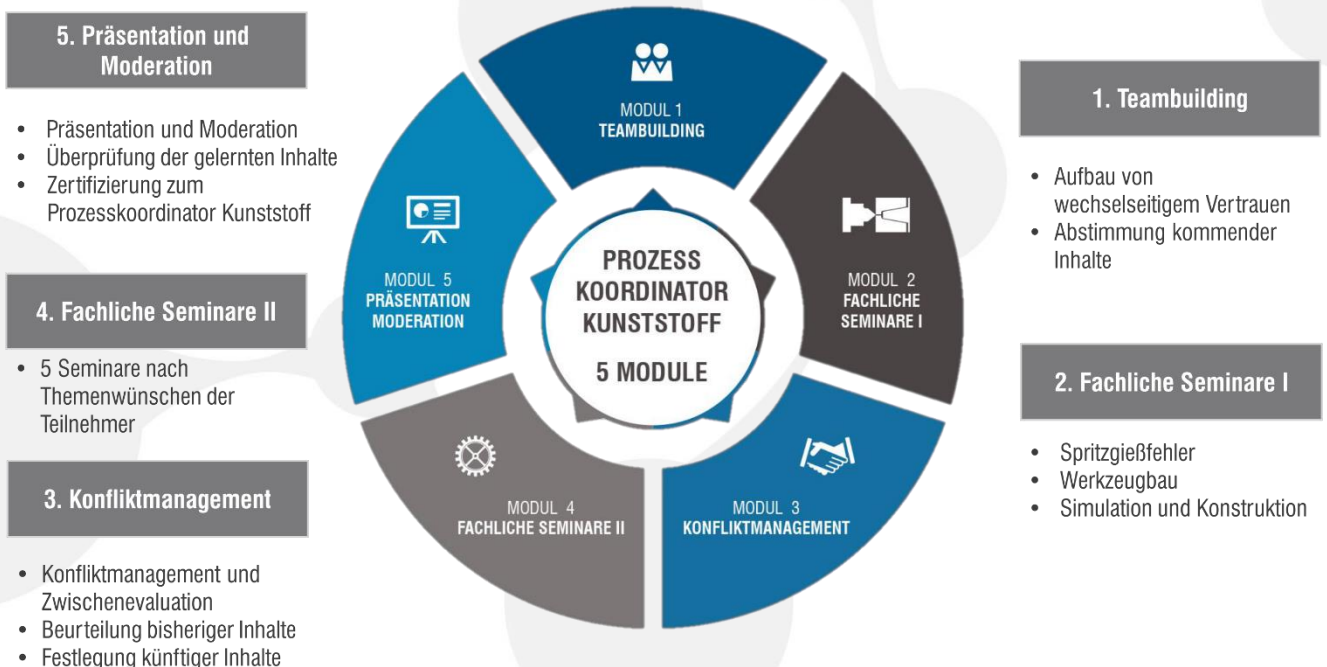 5. Präsentation und
Moderation
• Präsentation und Moderation
• Überprüfung der gelernten Inhalte
• Zertifizierung zum
Prozesskoordinator Kunststoff
4. Fachliche Seminare II
• 5 Seminare nach
Themenwünschen der
Teilnehmer
3. Konfliktmanagement
• Konfliktmanagement und
Zwischenevaluation
• Beurteilung bisheriger Inhalte
• Festlegung künftiger Inhalte
MODUL 1
TEAMBUILDING
MODUL 2
FACHLICHE
SEMINARE I
MODUL 3
KONFLIKTMANAGEMENT
MODUL 4
FACHLICHE SEMINARE II
MODUL 5
PRÄSENTATION
MODERATION
PROZESS
KOORDINATOR
KUNSTSTOFF
5 MODULE
1. Teambuilding
• Aufbau von
wechselseitigem Vertrauen
• Abstimmung kommender
Inhalte
2. Fachliche Seminare I
• Spritzgießfehler
• Werkzeugbau
• Simulation und Konstruktion